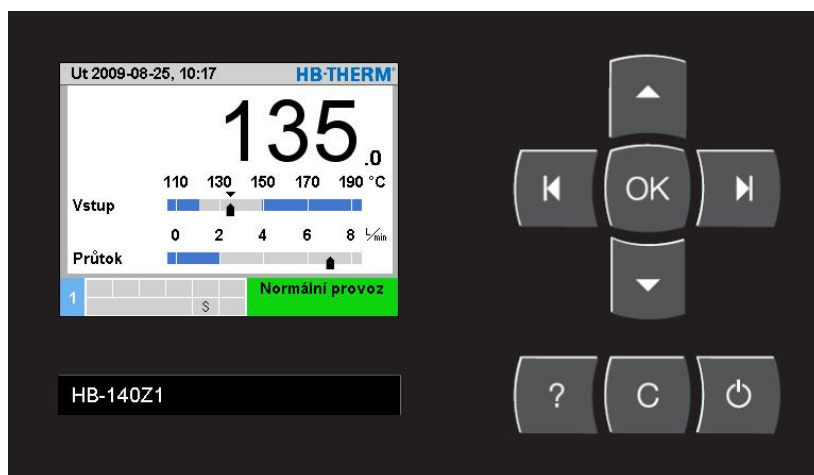 Ut 2009-08-25, 10:17 HB-THERM®
135.0
110 130 150 170 190 °C
Vstup
0 2 4 6 8 L/min
Průtok
1 S Normální provoz
HB-140Z1
OK
? C